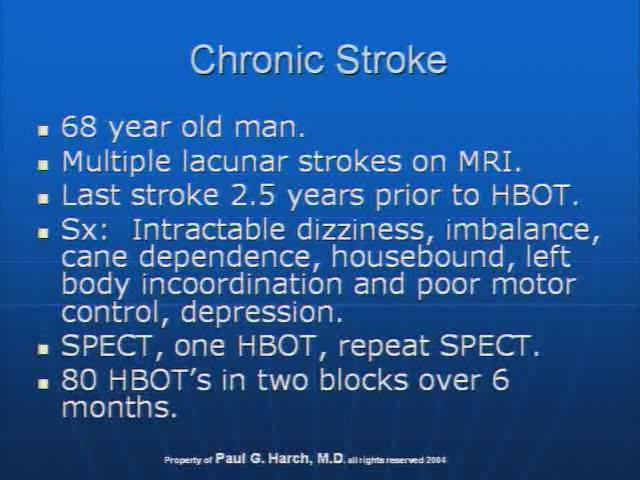 Chronic Stroke
68 year old man.
Multiple lacunar strokes on MRI.
Last stroke 2.5 years prior to HBOT.
Sx:  Intractable dizziness, imbalance,
cane dependence, housebound, left
body incoordination and poor motor
control, depression.
SPECT, one HBOT, repeat SPECT.
80 HBOT's in two blocks over 6
months.
Property of Paul G. Harch, M.D. all rights reserved 2004